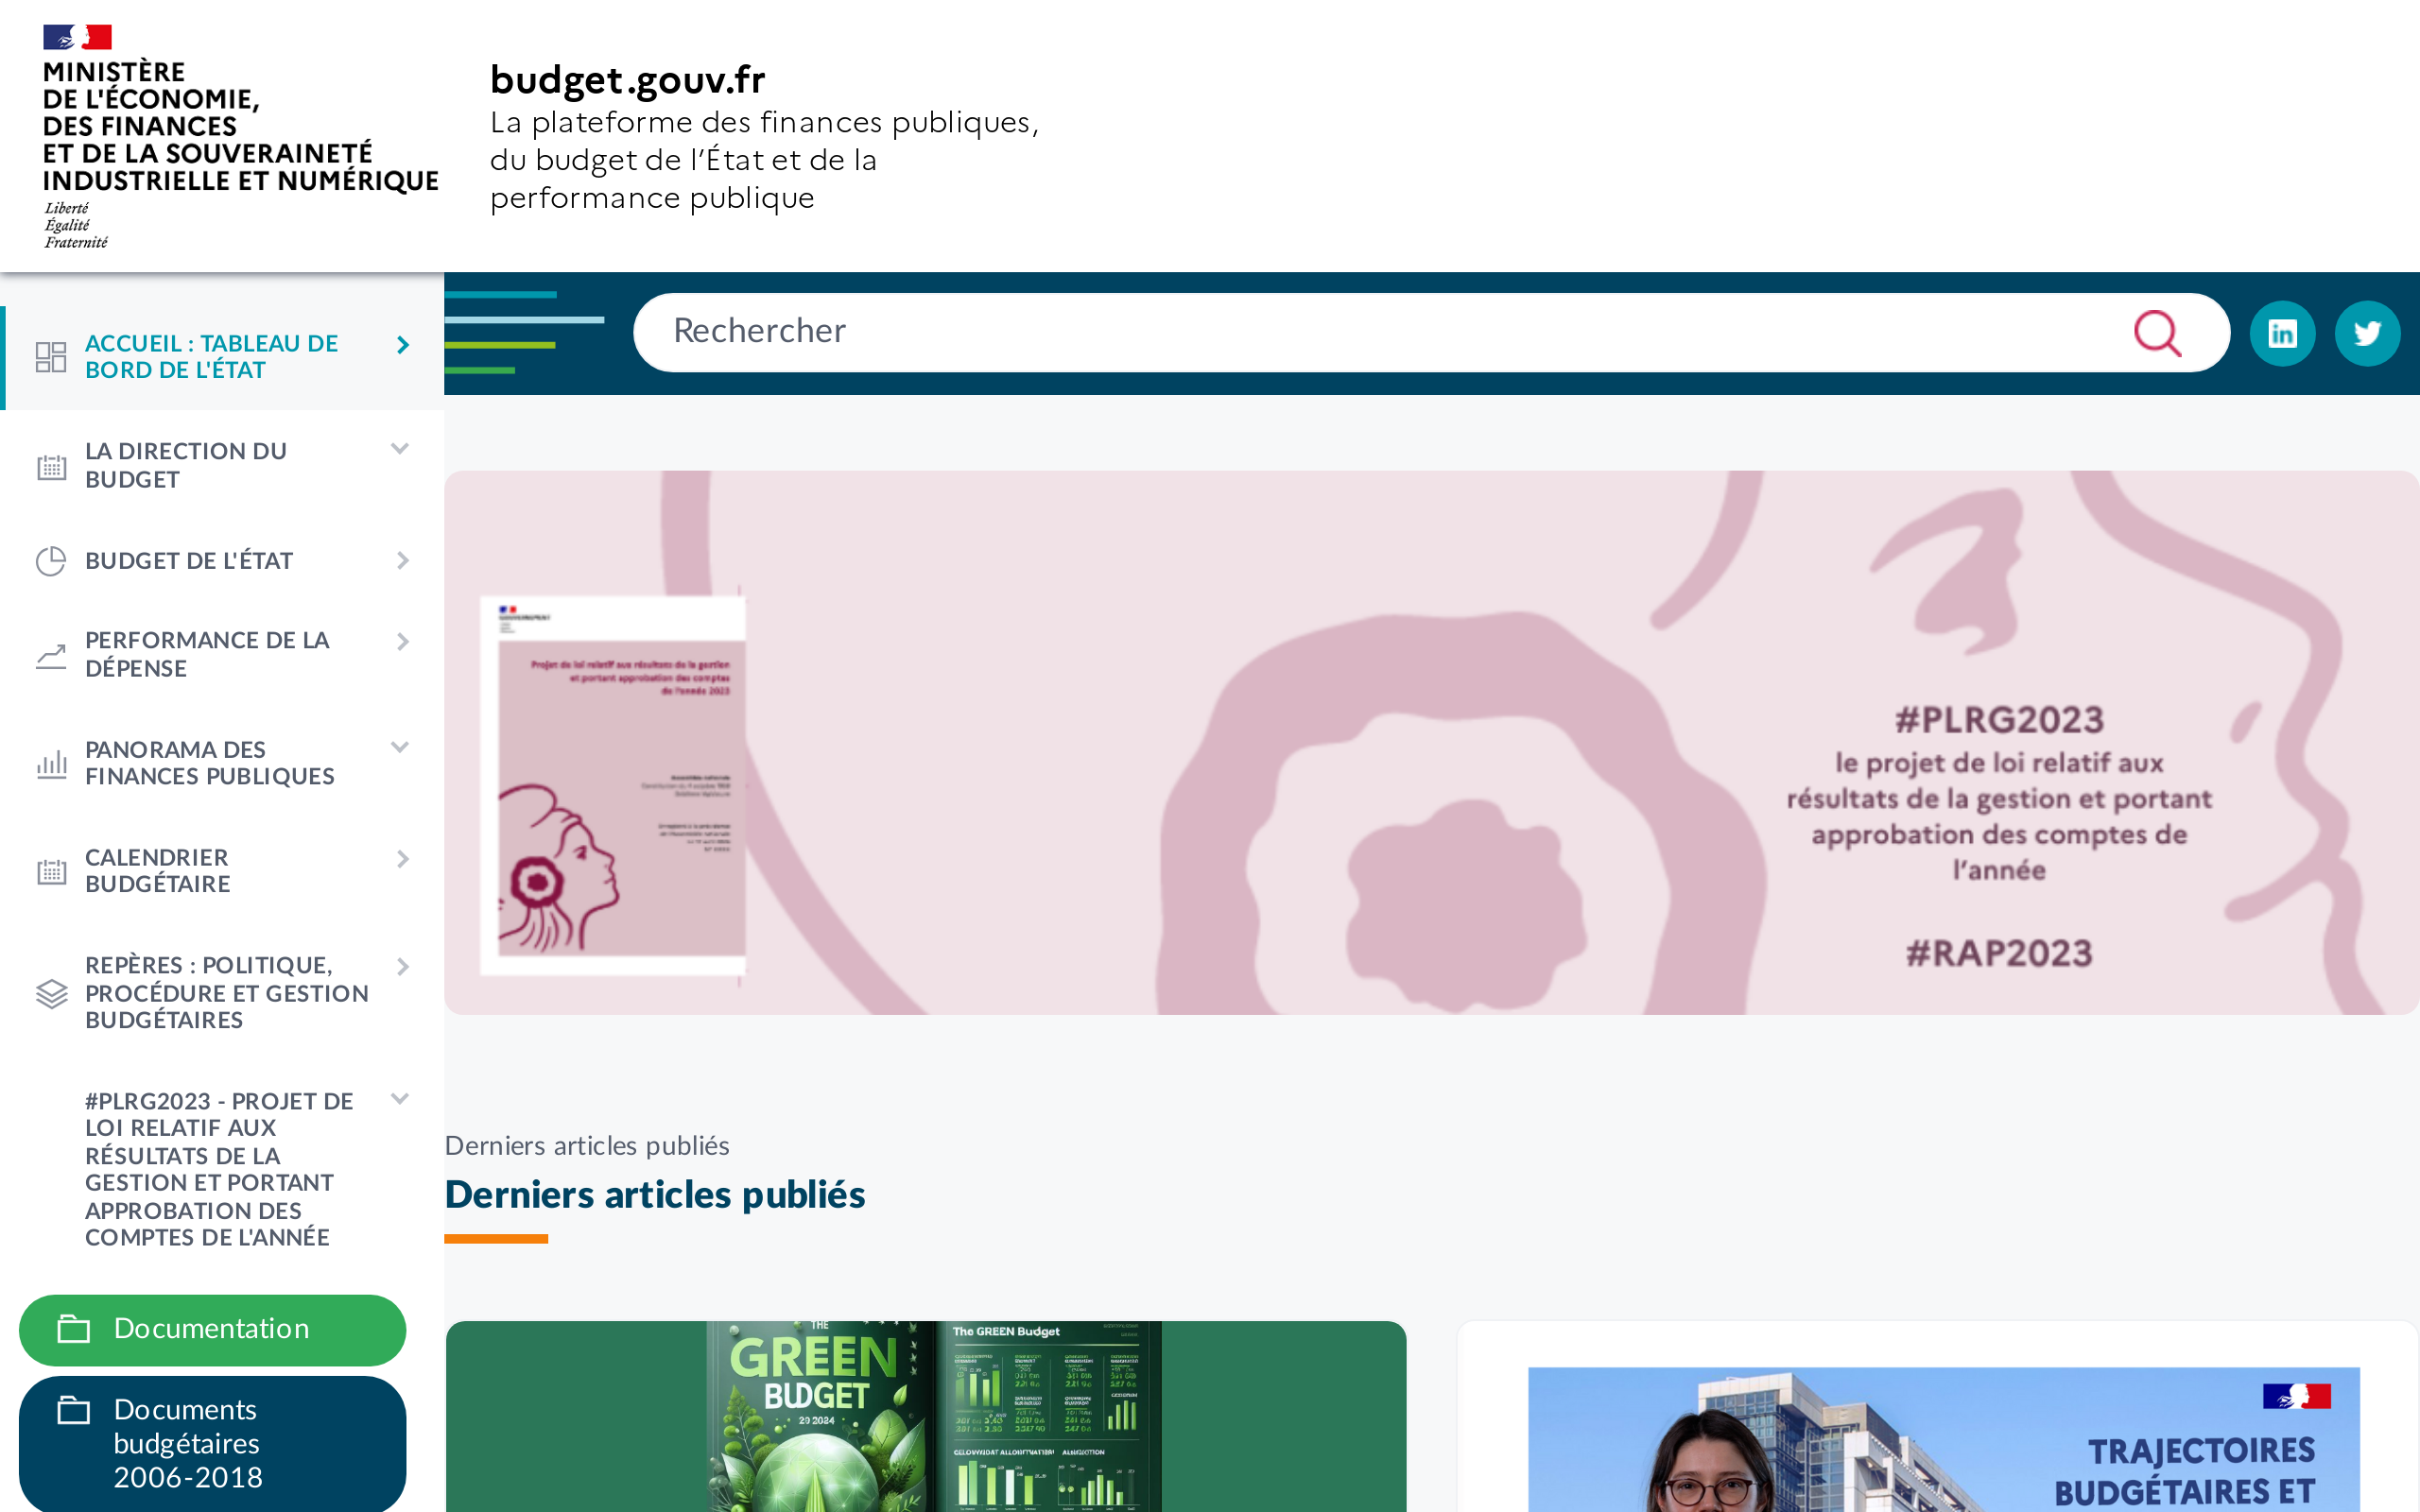 MINISTÈRE
DE L'ÉCONOMIE,
DES FINANCES
ET DE LA SOUVERAINETÉ
INDUSTRIELLE ET NUMÉRIQUE
Liberté
Égalité
Fraternité
budget.gouv.fr
La plateforme des finances publiques,
du budget de l’État et de la
performance publique
Rechercher
ACCUEIL : TABLEAU DE
BORD DE L'ÉTAT
LA DIRECTION DU
BUDGET
BUDGET DE L'ÉTAT
PERFORMANCE DE LA
DÉPENSE
PANORAMA DES
FINANCES PUBLIQUES
CALENDRIER
BUDGÉTAIRE
REPÈRES : POLITIQUE,
PROCÉDURE ET GESTION
BUDGÉTAIRES
#PLRG2023 - PROJET DE
LOI RELATIF AUX
RÉSULTATS DE LA
GESTION ET PORTANT
APPROBATION DES
COMPTES DE L'ANNÉE
Documentation
Documents
budgétaires
2006-2018
Projet de loi relatif aux résultats de la gestion
et portant approbation des comptes
de l'année 2023
Assemblée nationale
#PLRG2023
le projet de loi relatif aux
résultats de la gestion et portant
approbation des comptes de
l’année
#RAP2023
Derniers articles publiés
Derniers articles publiés
THE
GREEN
BUDGET
29 2024
The GREEN Budget
TRAJECTOIRES
BUDGÉTAIRES ET